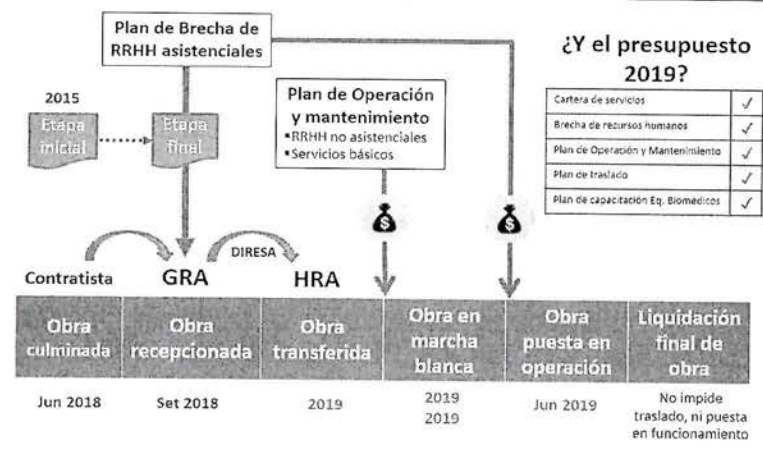 Plan de Brecha de
RRHH asistenciales
2015
Etapa
inicial
Etapa
final
Plan de Operación
y mantenimiento
▪RRHH no asistenciales
▪Servicios básicos
¿Y el presupuesto
2019?
Cartera de servicios ✓
Brecha de recursos humanos ✓
Plan de Operación y Mantenimiento ✓
Plan de traslado ✓
Plan de capacitación Eq. Biomedicos ✓
$
$
DIRESA
Contratista
GRA
HRA
Obra
culminada
Obra
recepcionada
Obra
transferida
Obra en
marcha
blanca
Obra
puesta en
operación
Liquidación
final de
obra
Jun 2018
Set 2018
2019
2019
2019
Jun 2019
No impide
traslado, ni puesta
en funcionamiento